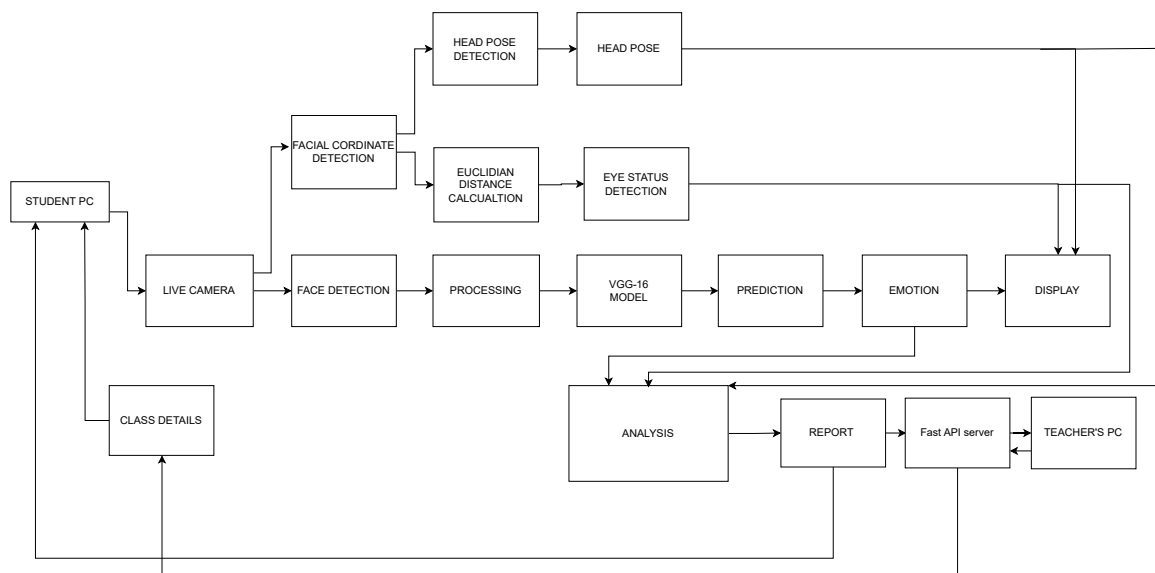 HEAD POSE
DETECTION
HEAD POSE
FACIAL CORDINATE
DETECTION
EUCLIDIAN
DISTANCE
CALCUALTION
EYE STATUS
DETECTION
STUDENT PC
LIVE CAMERA
FACE DETECTION
PROCESSING
VGG-16
MODEL
PREDICTION
EMOTION
DISPLAY
CLASS DETAILS
ANALYSIS
REPORT
Fast API server
TEACHER'S PC